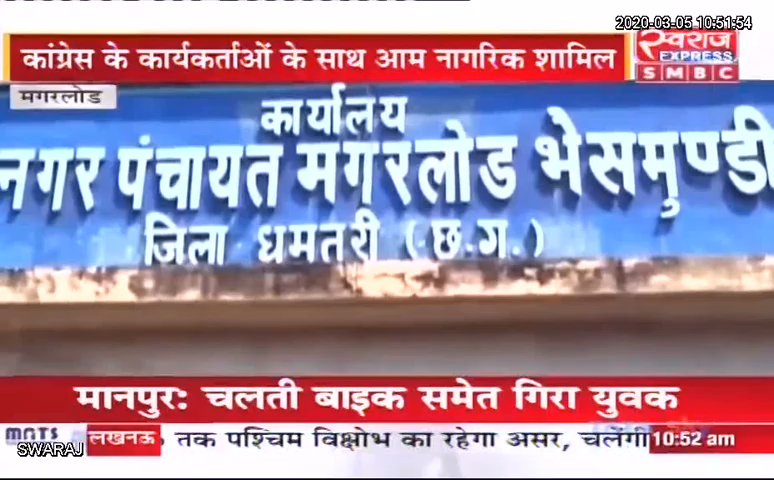 2020-03-05 10:51:54
कांग्रेस के कार्यकर्ताओं के साथ आम नागरिक शामिल
स्वराज
EXPRESS
SMBC
मगरलोड
कार्यालय
नगर पंचायत मगरलोड भेसमुण्डी
जिला धमतरी (छ.ग.)
मानपुर: चलती बाइक समेत गिरा युवक
MATS
लखनऊ
तक पश्चिम विक्षोभ का रहेगा असर, चलेंगी
10:52 am
SWARAJ